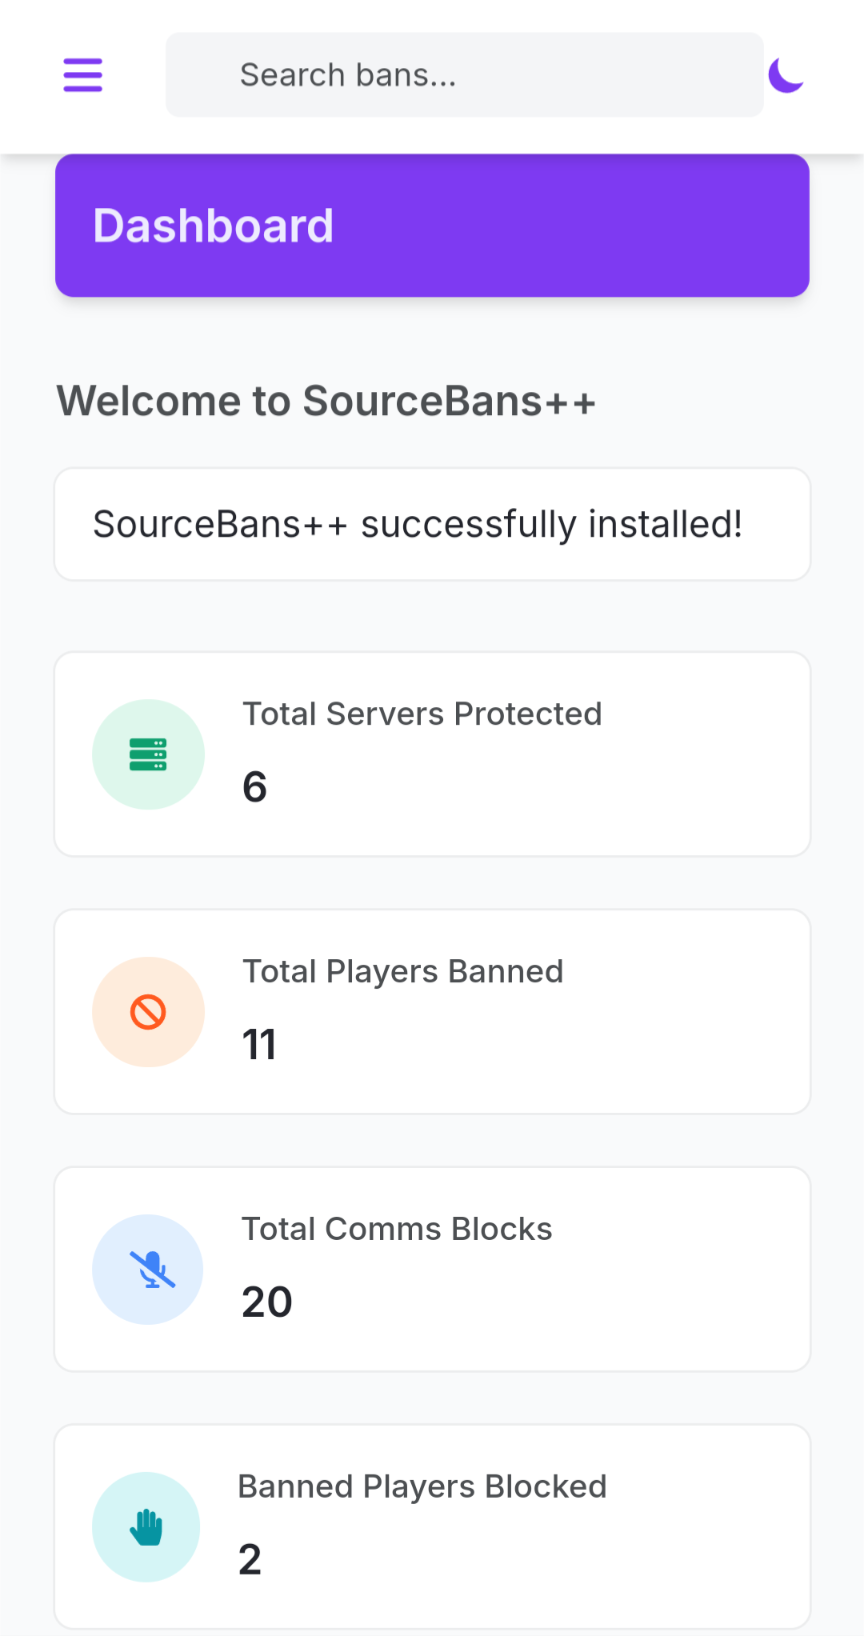 Search bans...
Dashboard
Welcome to SourceBans++
SourceBans++ successfully installed!
Total Servers Protected
6
Total Players Banned
11
Total Comms Blocks
20
Banned Players Blocked
2